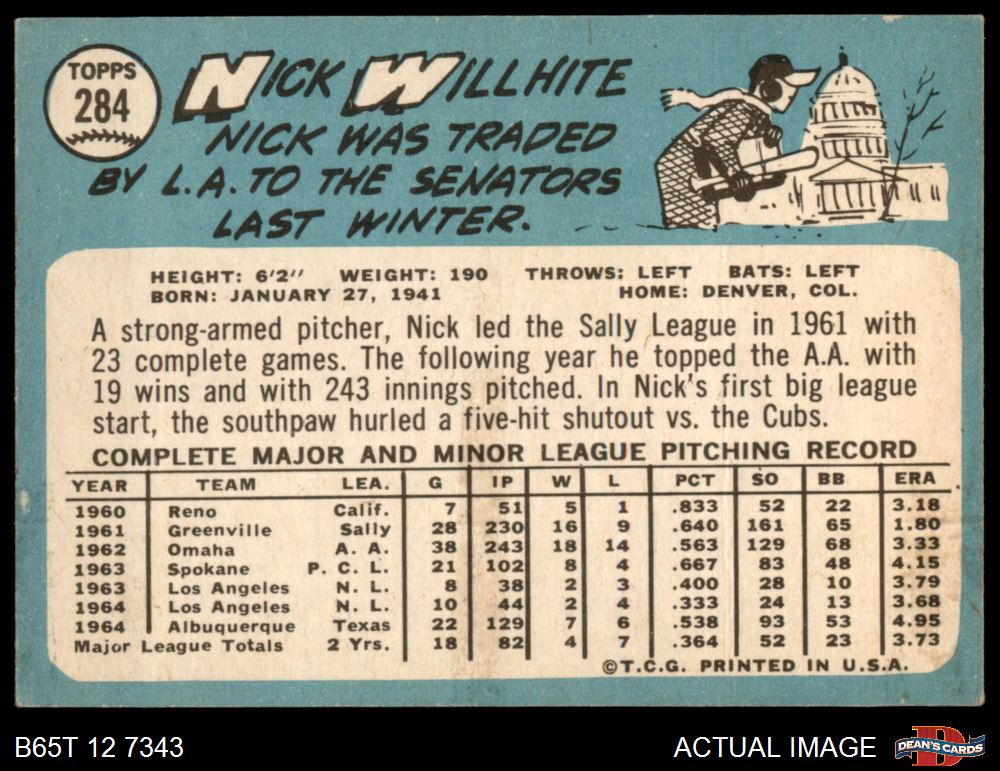 TOPPS
284
NICK WILLHITE
NICK WAS TRADED
BY L.A. TO THE SENATORS
LAST WINTER.
HEIGHT: 6'2" WEIGHT: 190 THROWS: LEFT BATS: LEFT
BORN: JANUARY 27, 1941 HOME: DENVER, COL.
A strong-armed pitcher, Nick led the Sally League in 1961 with
23 complete games. The following year he topped the A.A. with
19 wins and with 243 innings pitched. In Nick's first big league
start, the southpaw hurled a five-hit shutout vs. the Cubs.
COMPLETE MAJOR AND MINOR LEAGUE PITCHING RECORD
YEAR TEAM LEA. G IP W L PCT SO BB ERA
1960 Reno Calif. 7 51 5 1 .833 52 22 3.18
1961 Greenville Sally 28 230 16 9 .640 161 65 1.80
1962 Omaha A. A. 38 243 18 14 .563 129 68 3.33
1963 Spokane P. C. L. 21 102 8 4 .667 83 48 4.15
1963 Los Angeles N. L. 8 38 2 3 .400 28 10 3.79
1964 Los Angeles N. L. 10 44 2 4 .333 24 13 3.68
1964 Albuquerque Texas 22 129 7 6 .538 93 53 4.95
Major League Totals 2 Yrs. 18 82 4 7 .364 52 23 3.73
©T.C.G. PRINTED IN U.S.A.
B65T 12 7343
ACTUAL IMAGE
D
DEAN'S CARDS